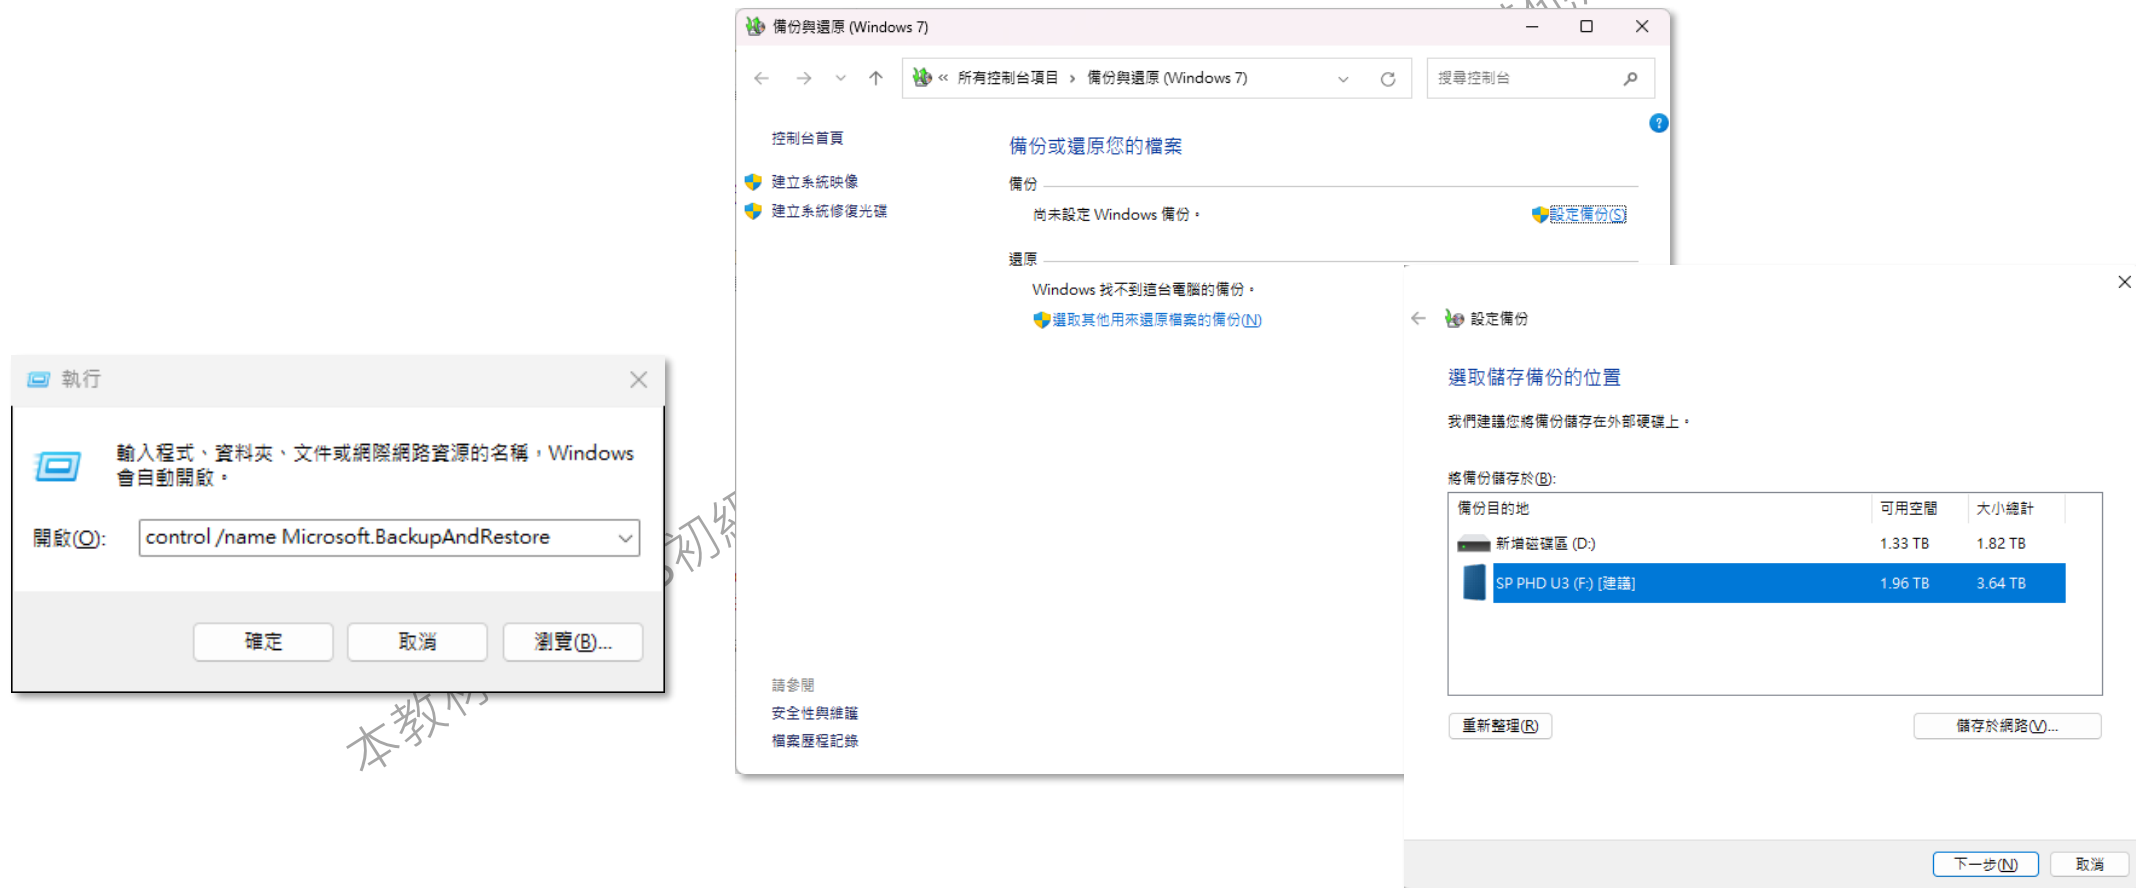 執行
輸入程式、資料夾、文件或網際網路資源的名稱，Windows
會自動開啟。
開啟(O):
control /name Microsoft.BackupAndRestore
確定
取消
瀏覽(B)...
備份與還原 (Windows 7)
« 所有控制台項目 › 備份與還原 (Windows 7)
搜尋控制台
控制台首頁
建立系統映像
建立系統修復光碟
備份或還原您的檔案
備份
尚未設定 Windows 備份。
設定備份(S)
還原
Windows 找不到這台電腦的備份。
選取其他用來還原檔案的備份(N)
請參閱
安全性與維護
檔案歷程記錄
設定備份
選取儲存備份的位置
我們建議您將備份儲存在外部硬碟上。
將備份儲存於(B):
備份目的地 可用空間 大小總計
新增磁碟區 (D:) 1.33 TB 1.82 TB
SP PHD U3 (F:) [建議] 1.96 TB 3.64 TB
重新整理(R)
儲存於網路(V)...
下一步(N)
取消
本教材
初級